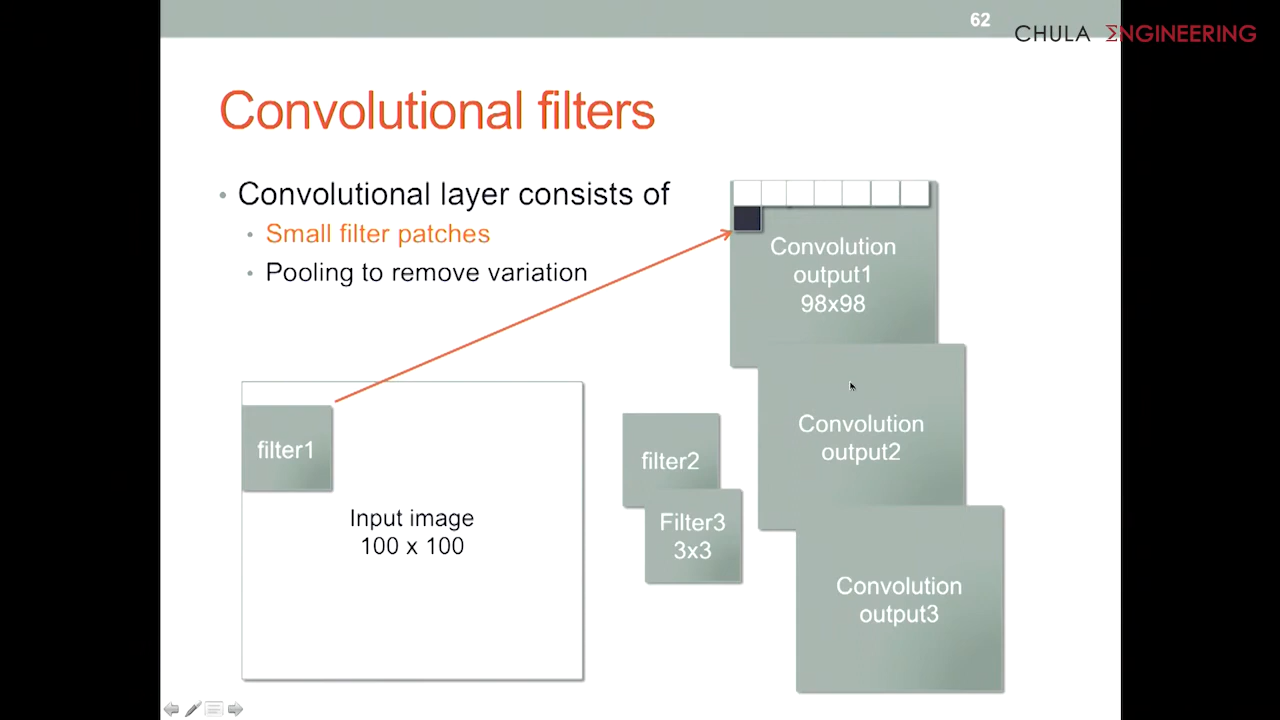 62
CHULA ΣNGINEERING
Convolutional filters
• Convolutional layer consists of
• Small filter patches
• Pooling to remove variation
Convolution
output1
98x98
filter1
Input image
100 x 100
filter2
Filter3
3x3
Convolution
output2
Convolution
output3